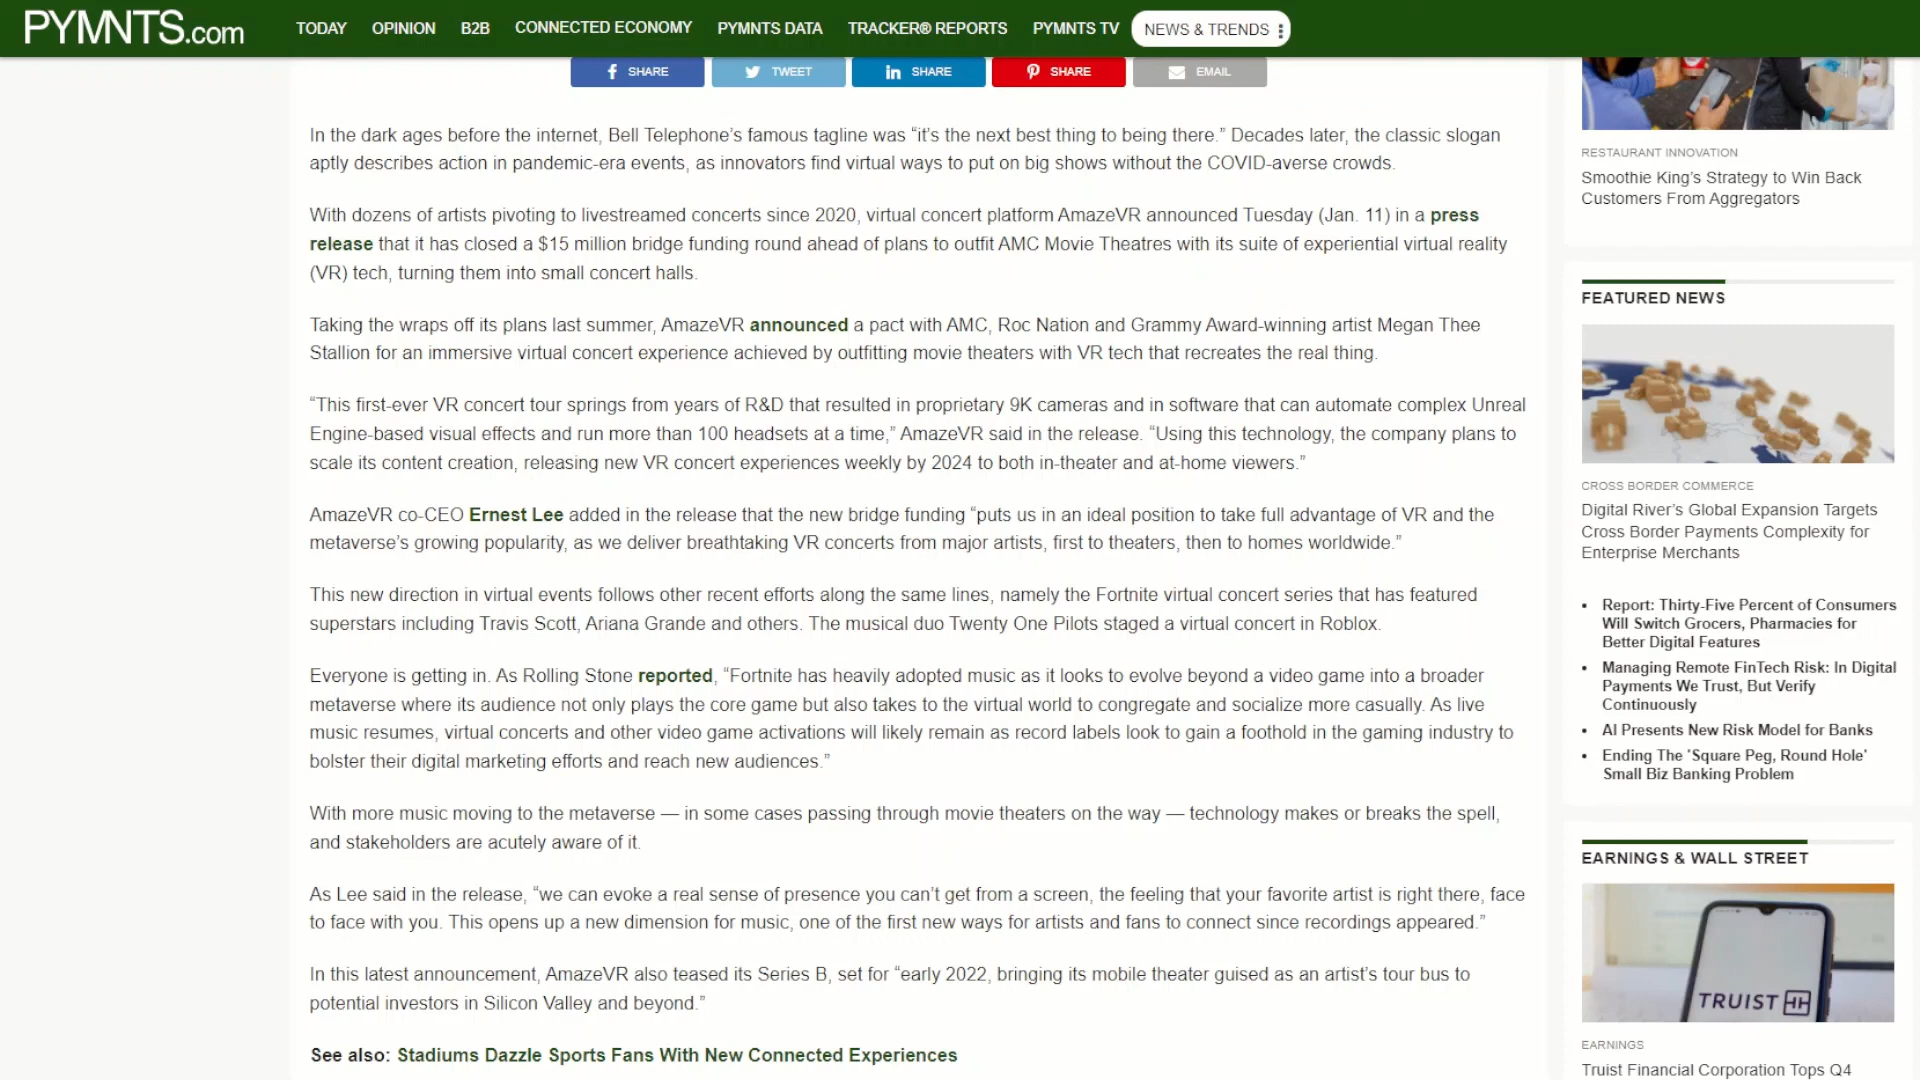 PYMNTS.com
TODAY OPINION B2B CONNECTED ECONOMY PYMNTS DATA TRACKER® REPORTS PYMNTS TV NEWS & TRENDS
SHARE TWEET SHARE SHARE EMAIL
In the dark ages before the internet, Bell Telephone’s famous tagline was “it’s the next best thing to being there.” Decades later, the classic slogan
aptly describes action in pandemic-era events, as innovators find virtual ways to put on big shows without the COVID-averse crowds.
With dozens of artists pivoting to livestreamed concerts since 2020, virtual concert platform AmazeVR announced Tuesday (Jan. 11) in a press
release that it has closed a $15 million bridge funding round ahead of plans to outfit AMC Movie Theatres with its suite of experiential virtual reality
(VR) tech, turning them into small concert halls.
Taking the wraps off its plans last summer, AmazeVR announced a pact with AMC, Roc Nation and Grammy Award-winning artist Megan Thee
Stallion for an immersive virtual concert experience achieved by outfitting movie theaters with VR tech that recreates the real thing.
“This first-ever VR concert tour springs from years of R&D that resulted in proprietary 9K cameras and in software that can automate complex Unreal
Engine-based visual effects and run more than 100 headsets at a time,” AmazeVR said in the release. “Using this technology, the company plans to
scale its content creation, releasing new VR concert experiences weekly by 2024 to both in-theater and at-home viewers.”
AmazeVR co-CEO Ernest Lee added in the release that the new bridge funding “puts us in an ideal position to take full advantage of VR and the
metaverse’s growing popularity, as we deliver breathtaking VR concerts from major artists, first to theaters, then to homes worldwide.”
This new direction in virtual events follows other recent efforts along the same lines, namely the Fortnite virtual concert series that has featured
superstars including Travis Scott, Ariana Grande and others. The musical duo Twenty One Pilots staged a virtual concert in Roblox.
Everyone is getting in. As Rolling Stone reported, “Fortnite has heavily adopted music as it looks to evolve beyond a video game into a broader
metaverse where its audience not only plays the core game but also takes to the virtual world to congregate and socialize more casually. As live
music resumes, virtual concerts and other video game activations will likely remain as record labels look to gain a foothold in the gaming industry to
bolster their digital marketing efforts and reach new audiences.”
With more music moving to the metaverse — in some cases passing through movie theaters on the way — technology makes or breaks the spell,
and stakeholders are acutely aware of it.
As Lee said in the release, “we can evoke a real sense of presence you can’t get from a screen, the feeling that your favorite artist is right there, face
to face with you. This opens up a new dimension for music, one of the first new ways for artists and fans to connect since recordings appeared.”
In this latest announcement, AmazeVR also teased its Series B, set for “early 2022, bringing its mobile theater guised as an artist’s tour bus to
potential investors in Silicon Valley and beyond.”
See also: Stadiums Dazzle Sports Fans With New Connected Experiences
RESTAURANT INNOVATION
Smoothie King’s Strategy to Win Back
Customers From Aggregators
FEATURED NEWS
CROSS BORDER COMMERCE
Digital River’s Global Expansion Targets
Cross Border Payments Complexity for
Enterprise Merchants
• Report: Thirty-Five Percent of Consumers
Will Switch Grocers, Pharmacies for
Better Digital Features
• Managing Remote FinTech Risk: In Digital
Payments We Trust, But Verify
Continuously
• AI Presents New Risk Model for Banks
• Ending The 'Square Peg, Round Hole'
Small Biz Banking Problem
EARNINGS & WALL STREET
TRUIST
EARNINGS
Truist Financial Corporation Tops Q4